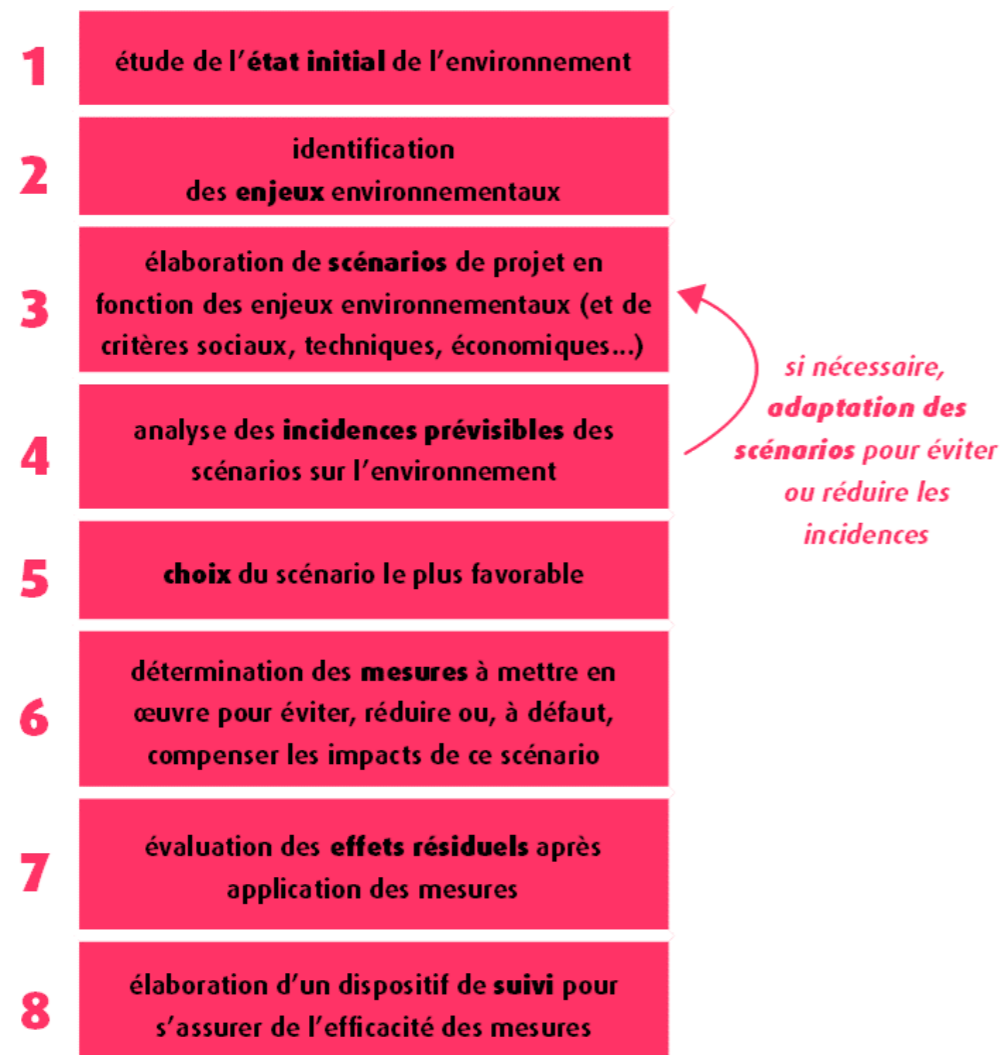 1
étude de l'état initial de l'environnement
2
identification
des enjeux environnementaux
3
élaboration de scénarios de projet en
fonction des enjeux environnementaux (et de
critères sociaux, techniques, économiques...)
4
analyse des incidences prévisibles des
scénarios sur l'environnement
si nécessaire,
adaptation des
scénarios pour éviter
ou réduire les
incidences
5
choix du scénario le plus favorable
6
détermination des mesures à mettre en
œuvre pour éviter, réduire ou, à défaut,
compenser les impacts de ce scénario
7
évaluation des effets résiduels après
application des mesures
8
élaboration d'un dispositif de suivi pour
s'assurer de l'efficacité des mesures